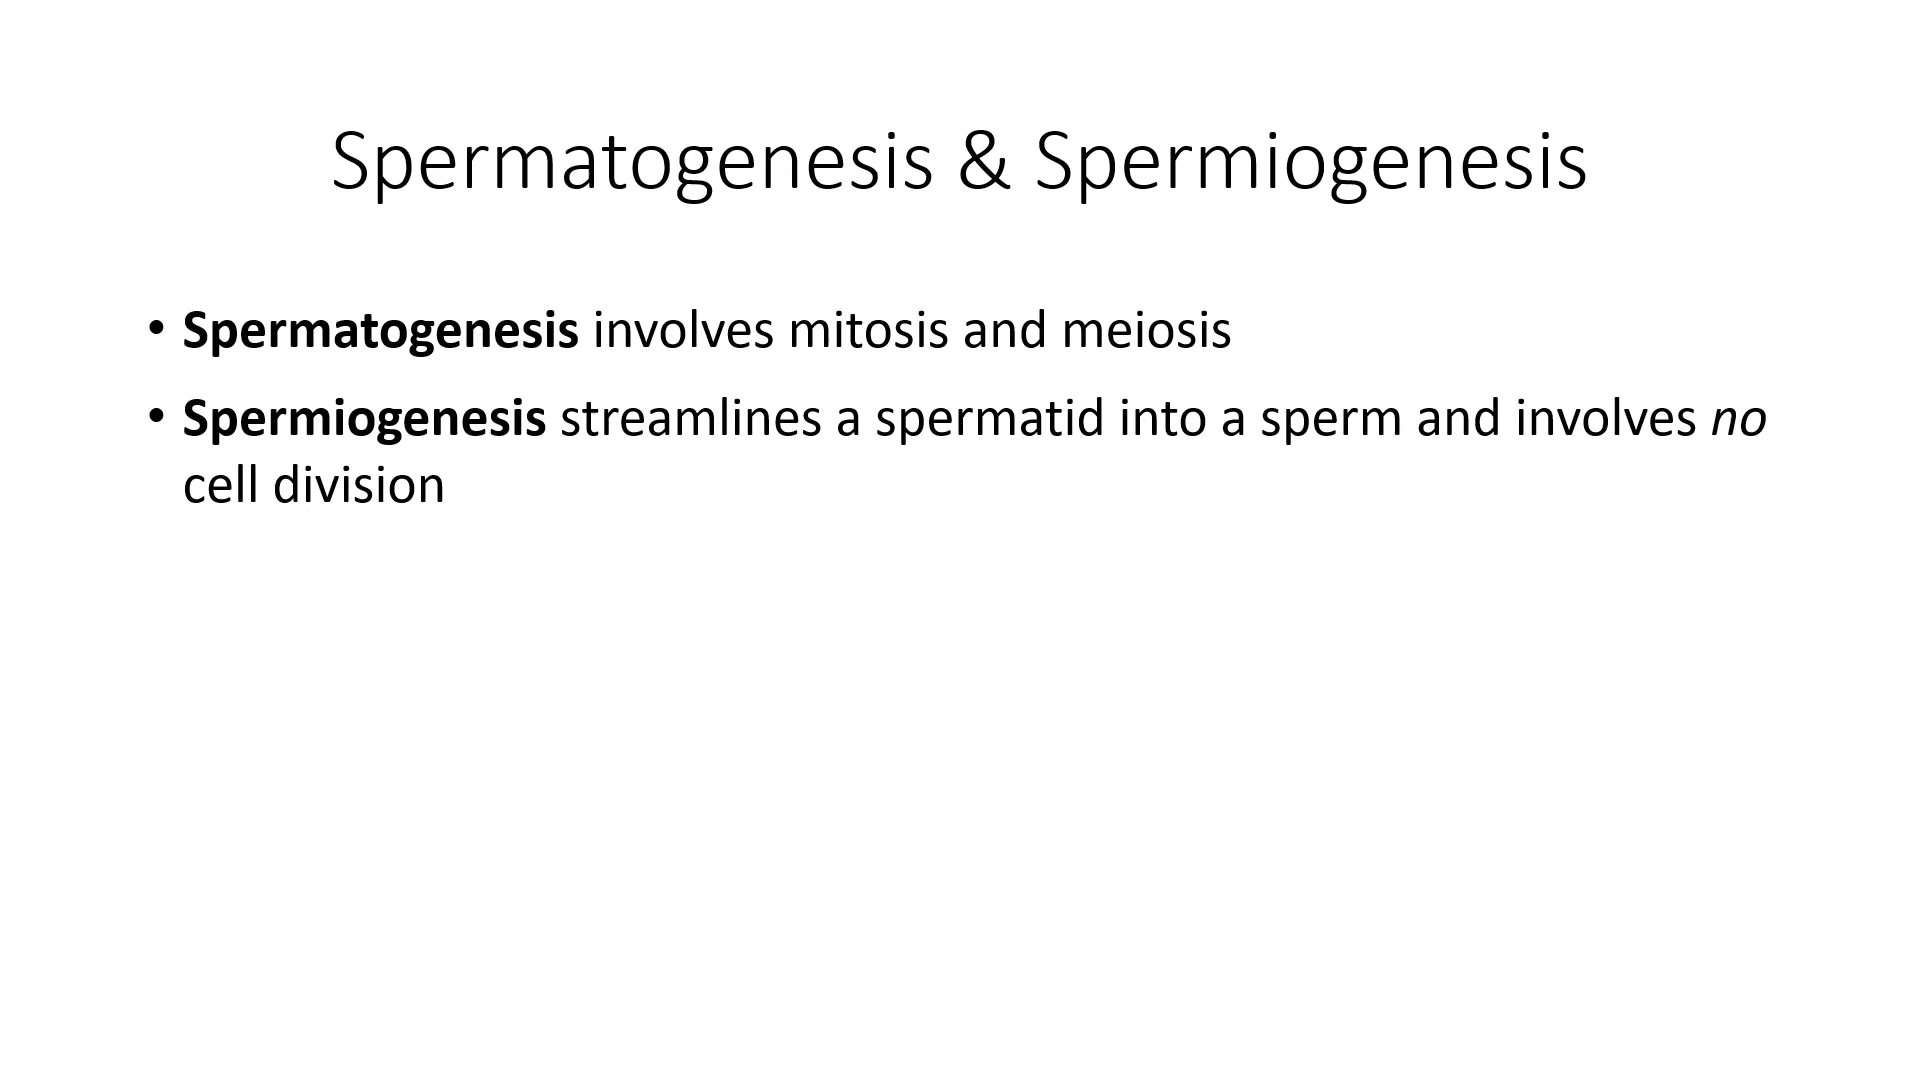 Spermatogenesis & Spermiogenesis
• Spermatogenesis involves mitosis and meiosis
• Spermiogenesis streamlines a spermatid into a sperm and involves no
cell division